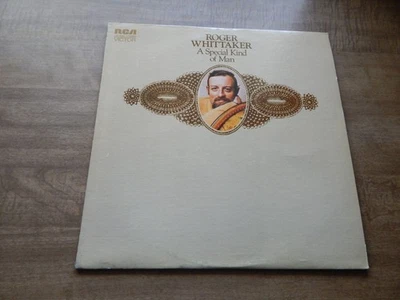 RCA
ROGER
WHITTAKER
A Special Kind
of Man